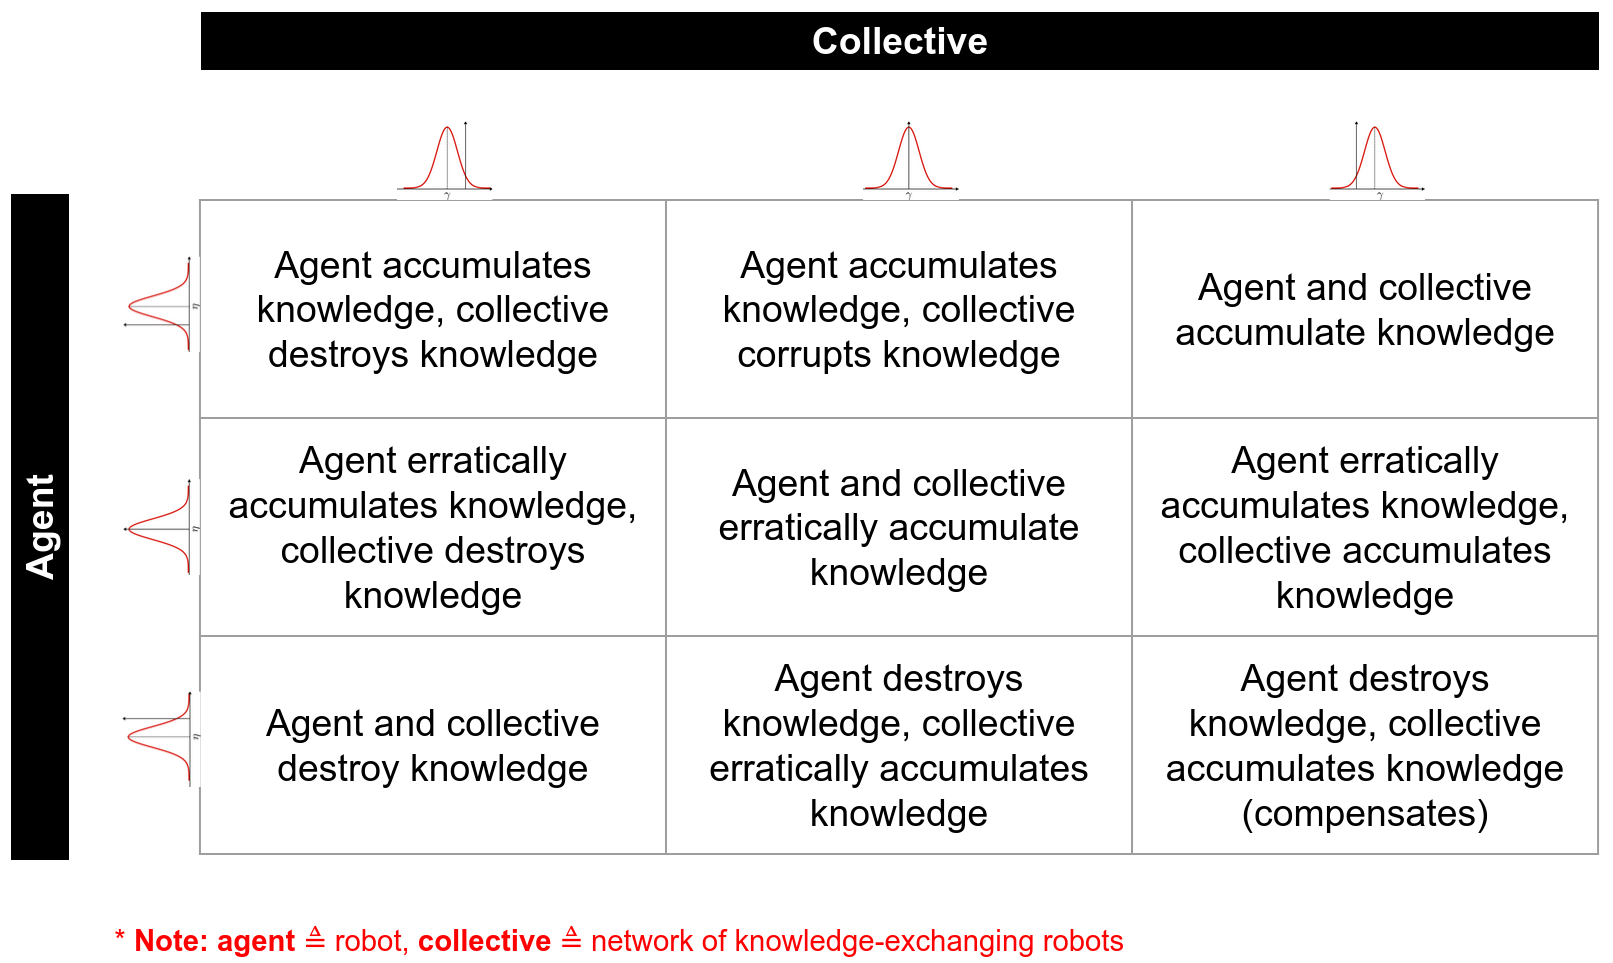 Collective
γ
γ
γ
Agent
η
Agent accumulates
knowledge, collective
destroys knowledge
Agent accumulates
knowledge, collective
corrupts knowledge
Agent and collective
accumulate knowledge
η
Agent erratically
accumulates knowledge,
collective destroys
knowledge
Agent and collective
erratically accumulate
knowledge
Agent erratically
accumulates knowledge,
collective accumulates
knowledge
η
Agent and collective
destroy knowledge
Agent destroys
knowledge, collective
erratically accumulates
knowledge
Agent destroys
knowledge, collective
accumulates knowledge
(compensates)
* Note: agent ≜ robot, collective ≜ network of knowledge-exchanging robots